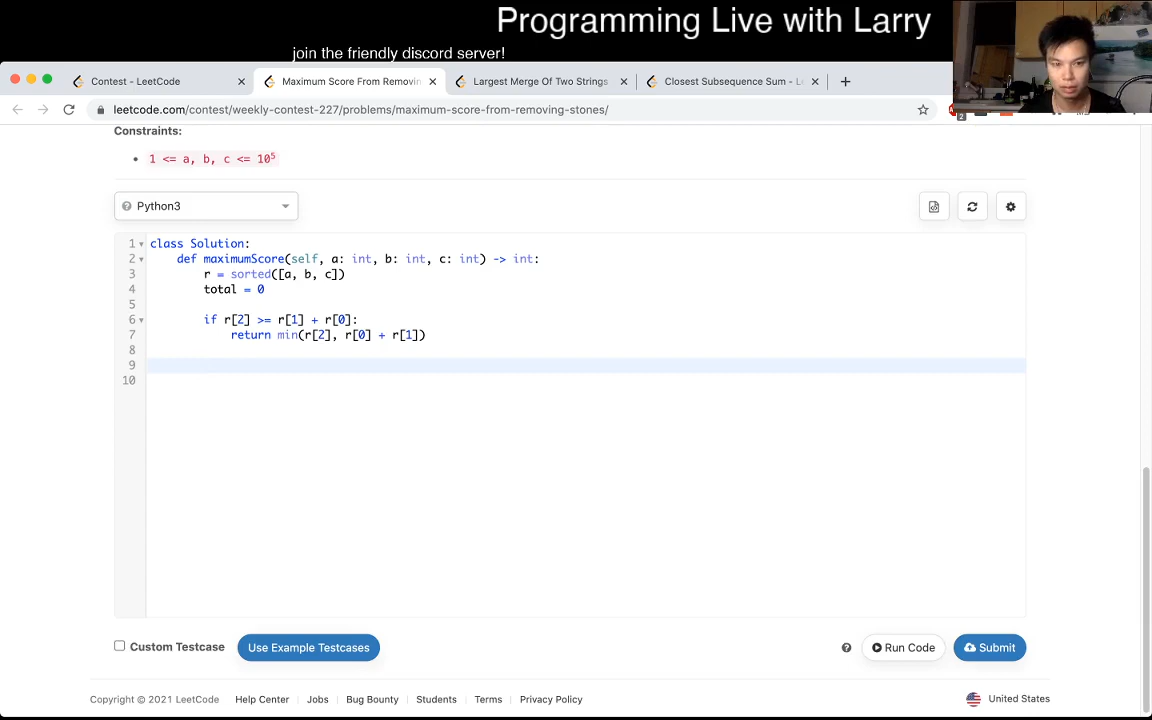 Programming Live with Larry
join the friendly discord server!
Contest - LeetCode
Maximum Score From Removin
Largest Merge Of Two Strings
Closest Subsequence Sum - Le
leetcode.com/contest/weekly-contest-227/problems/maximum-score-from-removing-stones/
2
Constraints:
1 <= a, b, c <= 10⁵
Python3
1 class Solution:
2 def maximumScore(self, a: int, b: int, c: int) -> int:
3 r = sorted([a, b, c])
4 total = 0
5
6 if r[2] >= r[1] + r[0]:
7 return min(r[2], r[0] + r[1])
8
9
10
Custom Testcase
Use Example Testcases
Run Code
Submit
Copyright © 2021 LeetCode
Help Center
Jobs
Bug Bounty
Students
Terms
Privacy Policy
United States